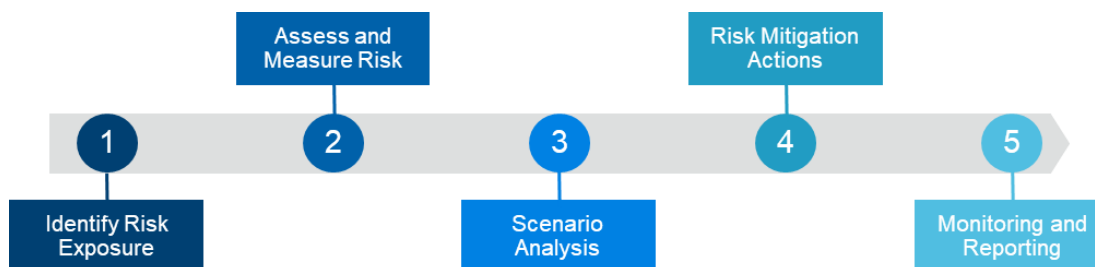 1
Identify Risk
Exposure
2
Assess and
Measure Risk
3
Scenario
Analysis
4
Risk Mitigation
Actions
5
Monitoring and
Reporting